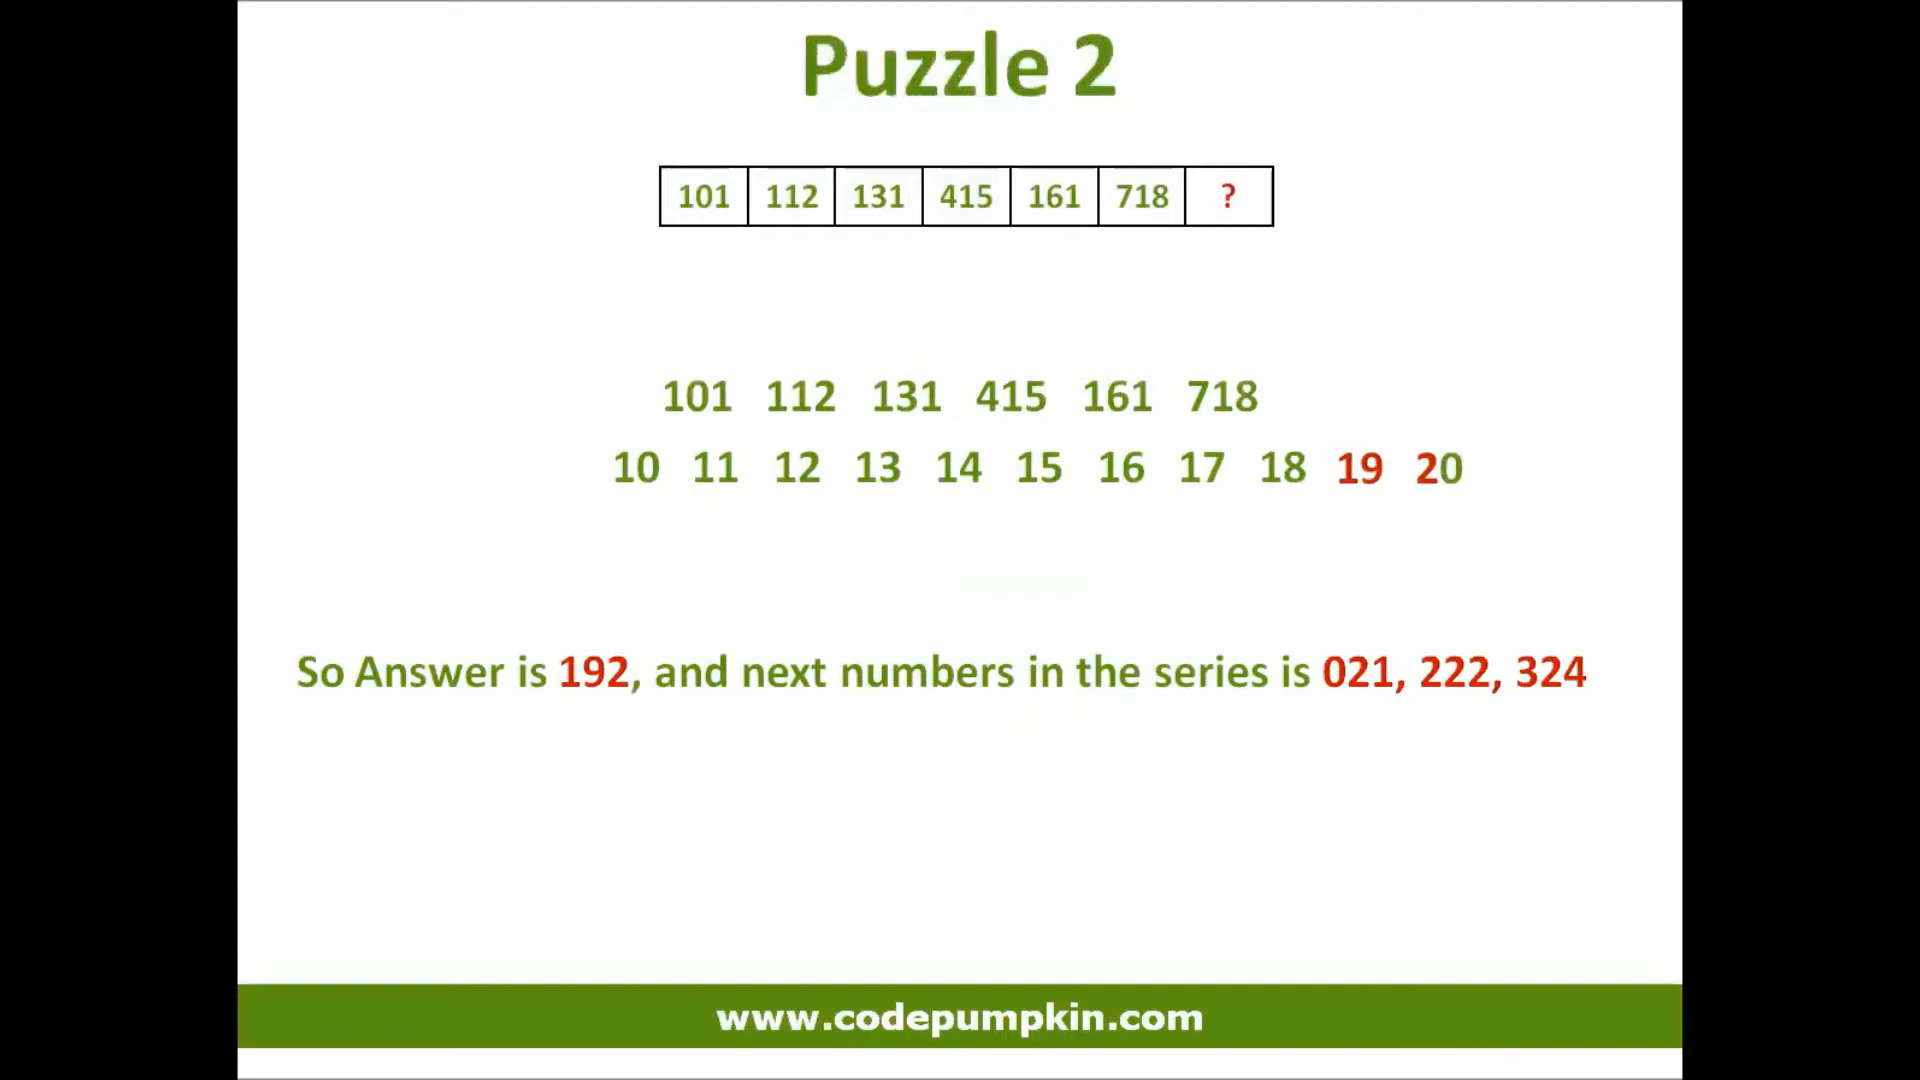 Puzzle 2
101 112 131 415 161 718 ?
101 112 131 415 161 718
10 11 12 13 14 15 16 17 18 19 20
So Answer is 192, and next numbers in the series is 021, 222, 324
www.codepumpkin.com